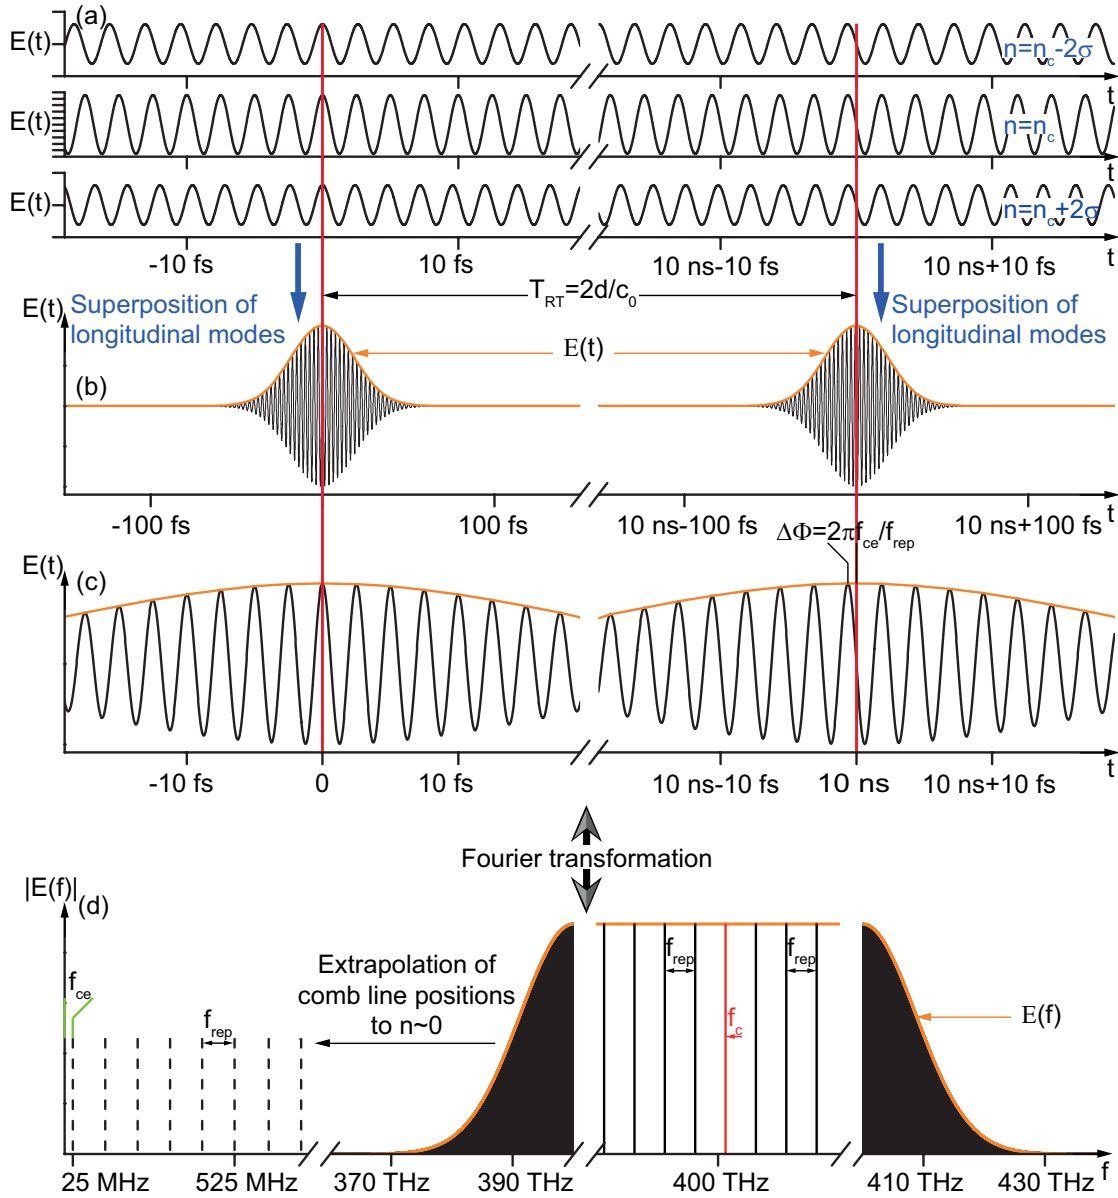 (a)
E(t)
n=n_c-2σ
t
E(t)
n=n_c
t
E(t)
n=n_c+2σ
-10 fs
10 fs
10 ns-10 fs
10 ns+10 fs
t
Superposition of
longitudinal modes
T_RT=2d/c_0
Superposition of
longitudinal modes
E(t)
E(t)
(b)
-100 fs
100 fs
10 ns-100 fs
10 ns+100 fs
t
ΔΦ=2πf_ce/f_rep
E(t)
(c)
-10 fs
0
10 fs
10 ns-10 fs
10 ns
10 ns+10 fs
t
Fourier transformation
|E(f)|
(d)
f_ce
f_rep
Extrapolation of
comb line positions
to n~0
f_rep
f_rep
f_c
E(f)
25 MHz
525 MHz
370 THz
390 THz
400 THz
410 THz
430 THz
f